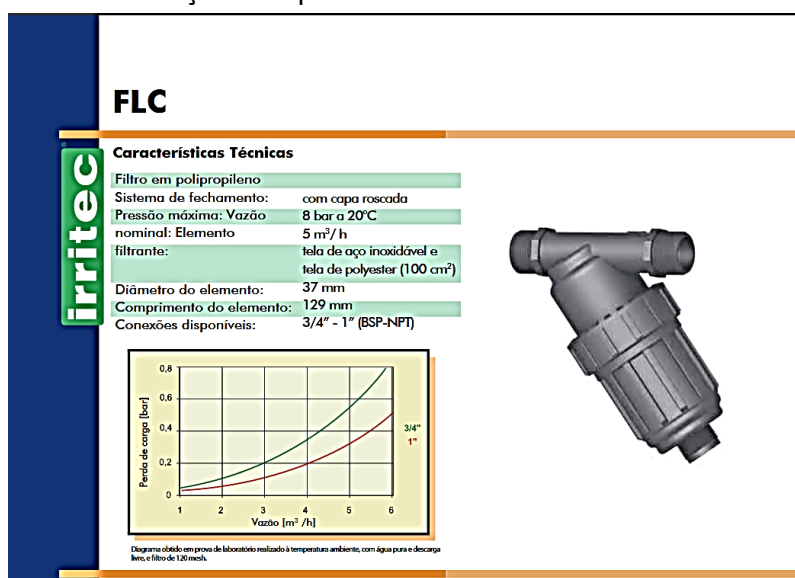 FLC
irritec
Características Técnicas
Filtro em polipropileno
Sistema de fechamento: com capa roscada
Pressão máxima: Vazão 8 bar a 20°C
nominal: Elemento 5 m³/h
filtrante: tela de aço inoxidável e
tela de polyester (100 cm²)
Diâmetro do elemento: 37 mm
Comprimento do elemento: 129 mm
Conexões disponíveis: 3/4" - 1" (BSP-NPT)
Perda de carga [bar]
0,8
0,6
0,4
0,2
0
3/4"
1"
1 2 3 4 5 6
Vazão [m³ /h]
Diagrama obtido em prova de laboratório realizado à temperatura ambiente, com água pura e descarga
livre, e filtro de 120 mesh.